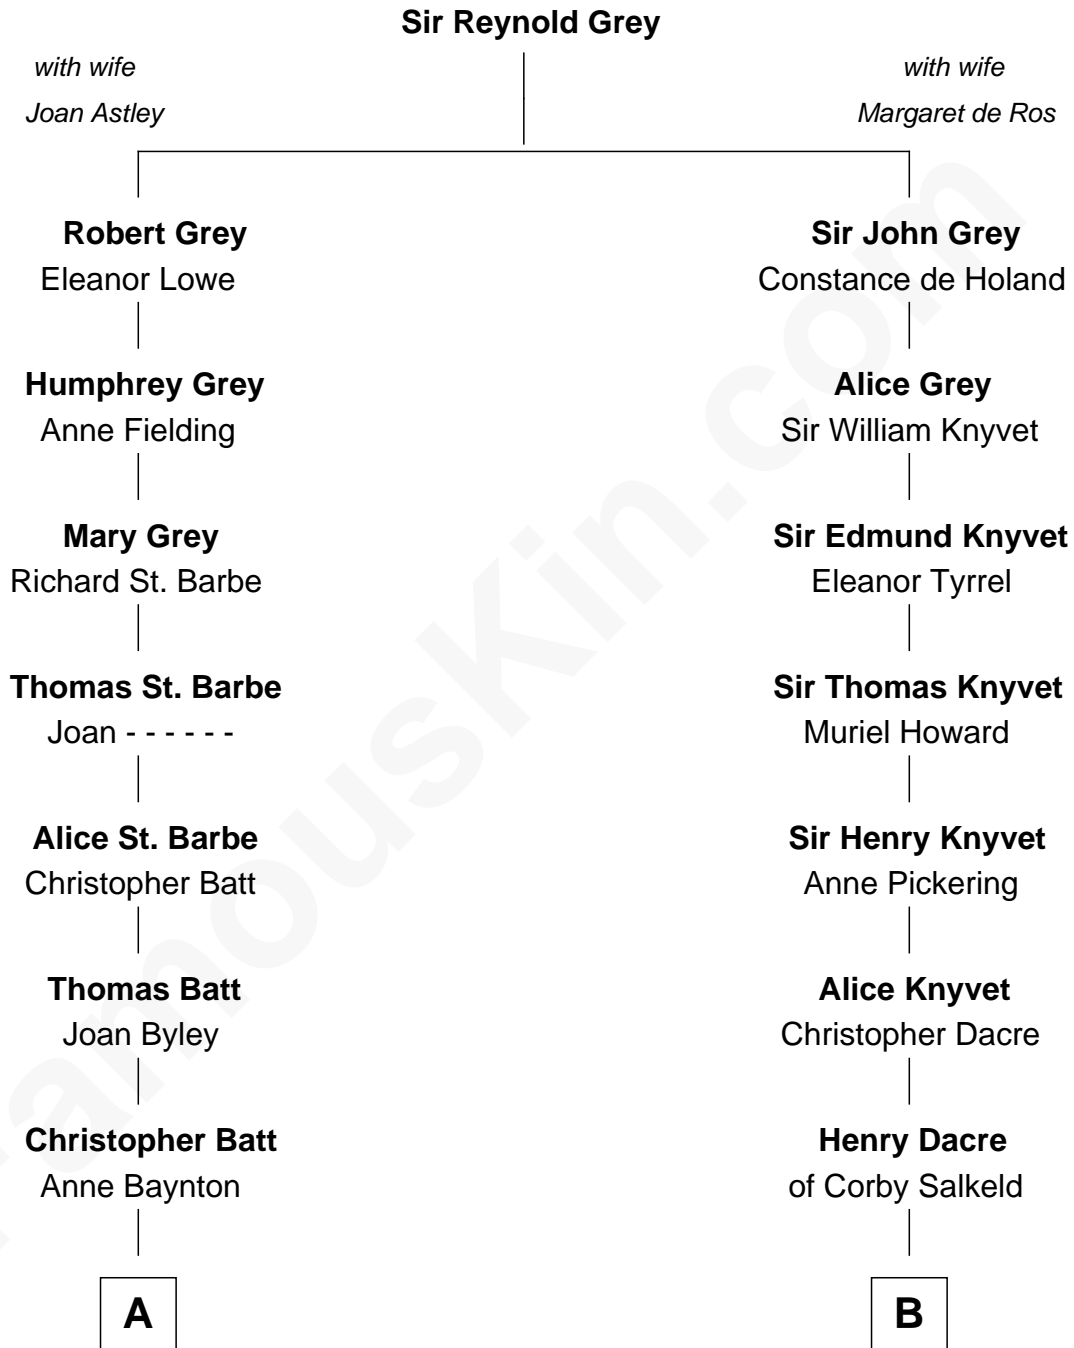 Sir Reynold Grey
with wife
Joan Astley
with wife
Margaret de Ros
Robert Grey
Eleanor Lowe
Sir John Grey
Constance de Holand
Humphrey Grey
Anne Fielding
Alice Grey
Sir William Knyvet
Mary Grey
Richard St. Barbe
Sir Edmund Knyvet
Eleanor Tyrrel
Thomas St. Barbe
Joan - - - - - -
Sir Thomas Knyvet
Muriel Howard
Alice St. Barbe
Christopher Batt
Sir Henry Knyvet
Anne Pickering
Thomas Batt
Joan Byley
Alice Knyvet
Christopher Dacre
Christopher Batt
Anne Baynton
Henry Dacre
of Corby Salkeld
A
B
FamousKin.com